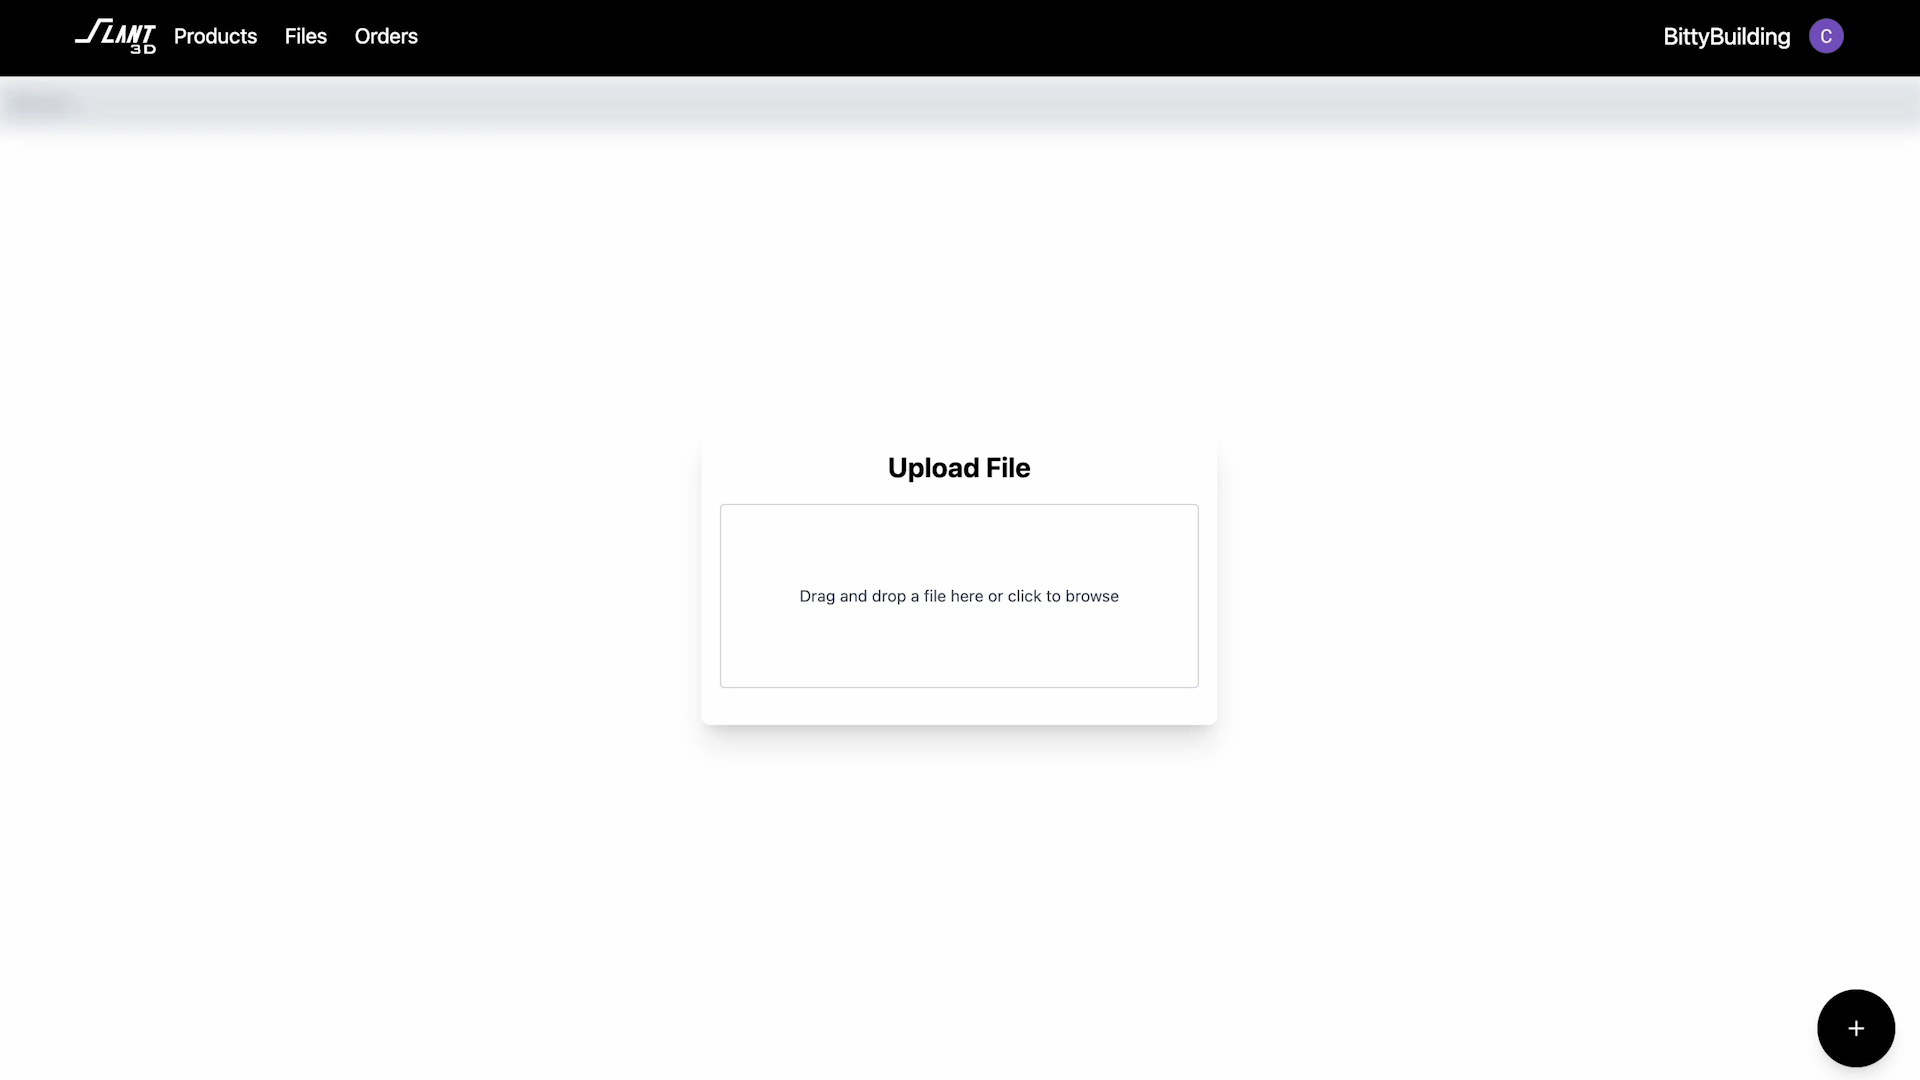 SLANT 3D
Products
Files
Orders
BittyBuilding
C
Upload File
Drag and drop a file here or click to browse
+